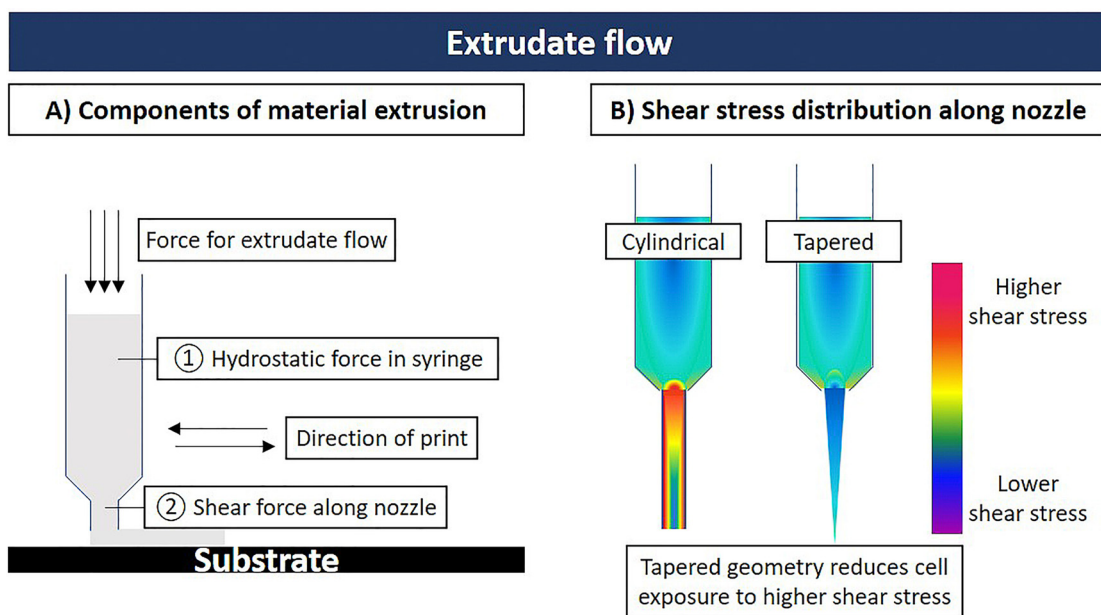 Extrudate flow
A) Components of material extrusion
Force for extrudate flow
① Hydrostatic force in syringe
Direction of print
② Shear force along nozzle
Substrate
B) Shear stress distribution along nozzle
Cylindrical
Tapered
Higher
shear stress
Lower
shear stress
Tapered geometry reduces cell
exposure to higher shear stress